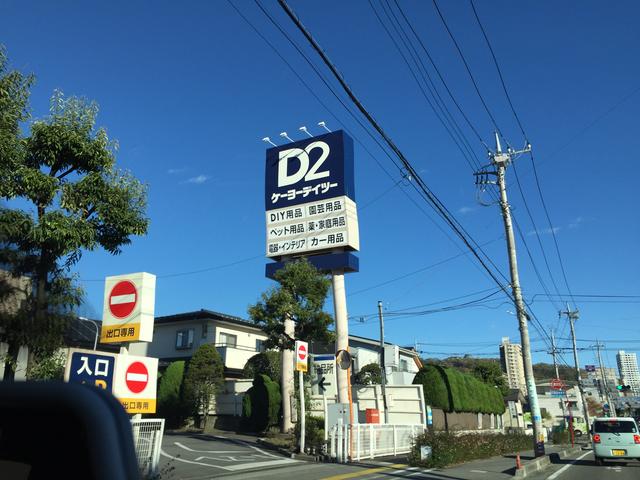 D2
ケーヨーデイツー
DIY用品 園芸用品
ペット用品 薬・家庭用品
電器・インテリア カー用品
出口専用
入口
出口専用